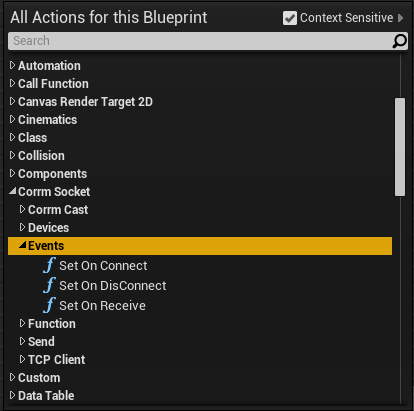 All Actions for this Blueprint
Context Sensitive
Search
Automation
Call Function
Canvas Render Target 2D
Cinematics
Class
Collision
Components
Corrm Socket
Corrm Cast
Devices
Events
Set On Connect
Set On DisConnect
Set On Receive
Function
Send
TCP Client
Custom
Data Table